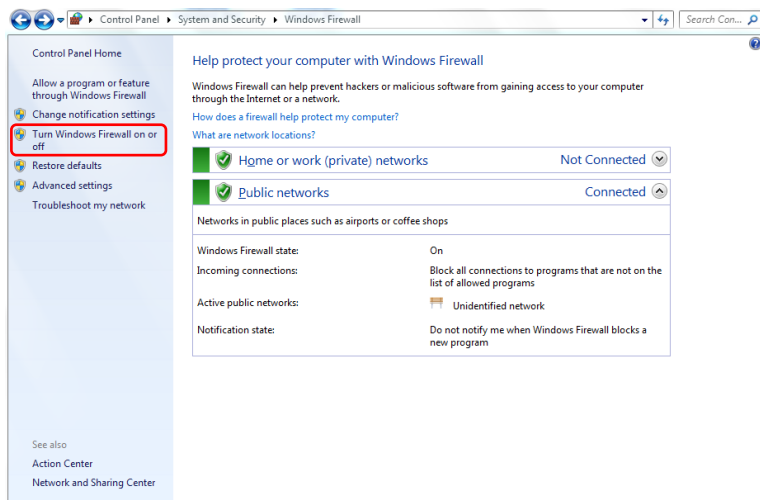 Control Panel ▸ System and Security ▸ Windows Firewall
Search Con...
Control Panel Home
Allow a program or feature
through Windows Firewall
Change notification settings
Turn Windows Firewall on or
off
Restore defaults
Advanced settings
Troubleshoot my network
See also
Action Center
Network and Sharing Center
Help protect your computer with Windows Firewall
Windows Firewall can help prevent hackers or malicious software from gaining access to your computer
through the Internet or a network.
How does a firewall help protect my computer?
What are network locations?
Home or work (private) networks Not Connected
Public networks Connected
Networks in public places such as airports or coffee shops
Windows Firewall state: On
Incoming connections: Block all connections to programs that are not on the
list of allowed programs
Active public networks: Unidentified network
Notification state: Do not notify me when Windows Firewall blocks a
new program